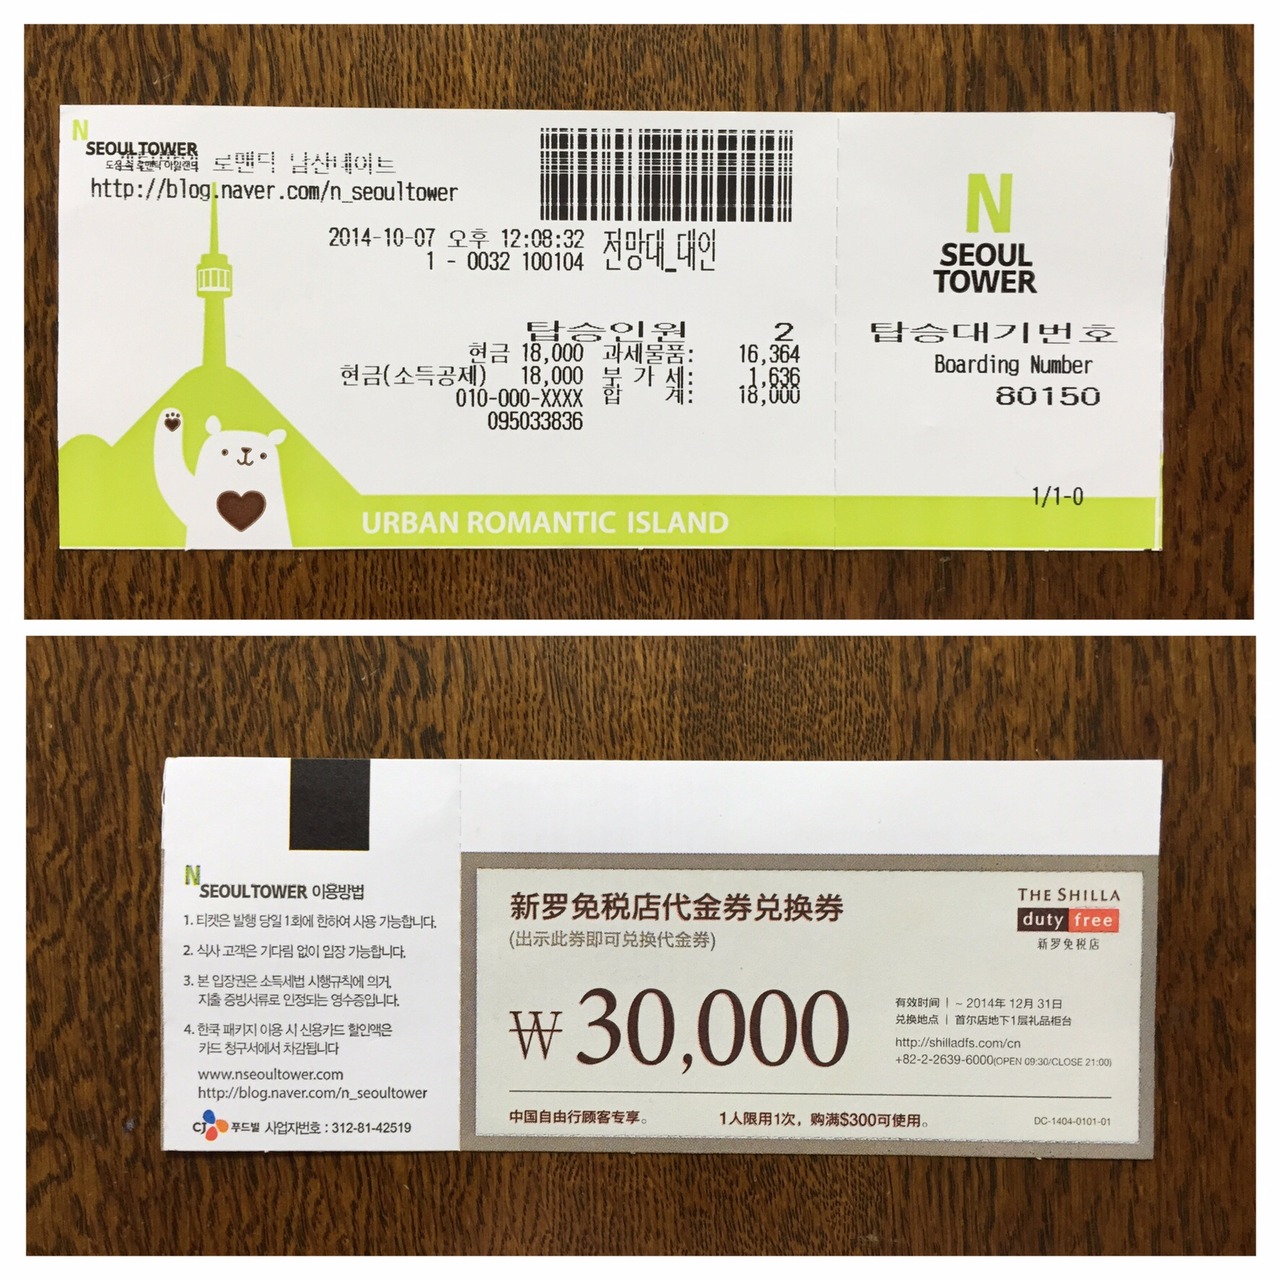 N
SEOULTOWER
도심 속 로맨틱 아일랜드
로맨틱 남산데이트
http://blog.naver.com/n_seoultower
2014-10-07 오후 12:08:32 전망대_대인
1 - 0032 100104
탑승인원 2
현금 18,000 과세물품: 16,364
현금(소득공제) 18,000 부 가 세: 1,636
010-000-XXXX 합 계: 18,000
095033836
URBAN ROMANTIC ISLAND
N
SEOUL
TOWER
탑승대기번호
Boarding Number
80150
1/1-0
N
SEOULTOWER 이용방법
1. 티켓은 발행 당일 1회에 한하여 사용 가능합니다.
2. 식사 고객은 기다림 없이 입장 가능합니다.
3. 본 입장권은 소득세법 시행규칙에 의거,
지출 증빙서류로 인정되는 영수증입니다.
4. 한쿡 패키지 이용 시 신용카드 할인액은
카드 청구서에서 차감됩니다
www.nseoultower.com
http://blog.naver.com/n_seoultower
CJ 푸드빌 사업자번호 : 312-81-42519
新罗免税店代金券兑换券
(出示此券即可兑换代金券)
₩30,000
THE SHILLA
duty free
新罗免税店
有效时间 | ~ 2014年 12月 31日
兑换地点 | 首尔店地下1层礼品柜台
http://shilladfs.com/cn
+82-2-2639-6000(OPEN 09:30/CLOSE 21:00)
中国自由行顾客专享。 1人限用1次，购满$300可使用。
DC-1404-0101-01